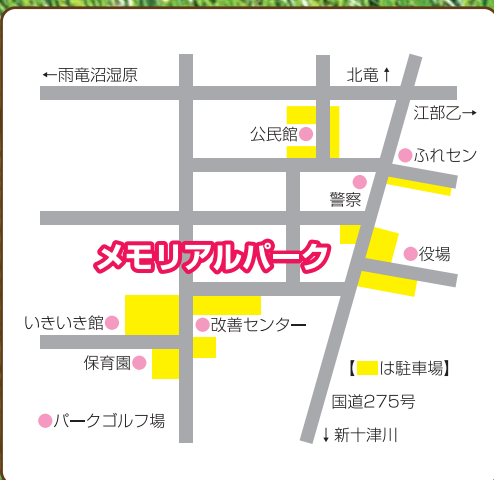 ←雨竜沼湿原
北竜↑
江部乙→
公民館
ふれセン
警察
メモリアルパーク
役場
いきいき館
改善センター
保育園
【 は駐車場】
パークゴルフ場
国道275号
↓新十津川